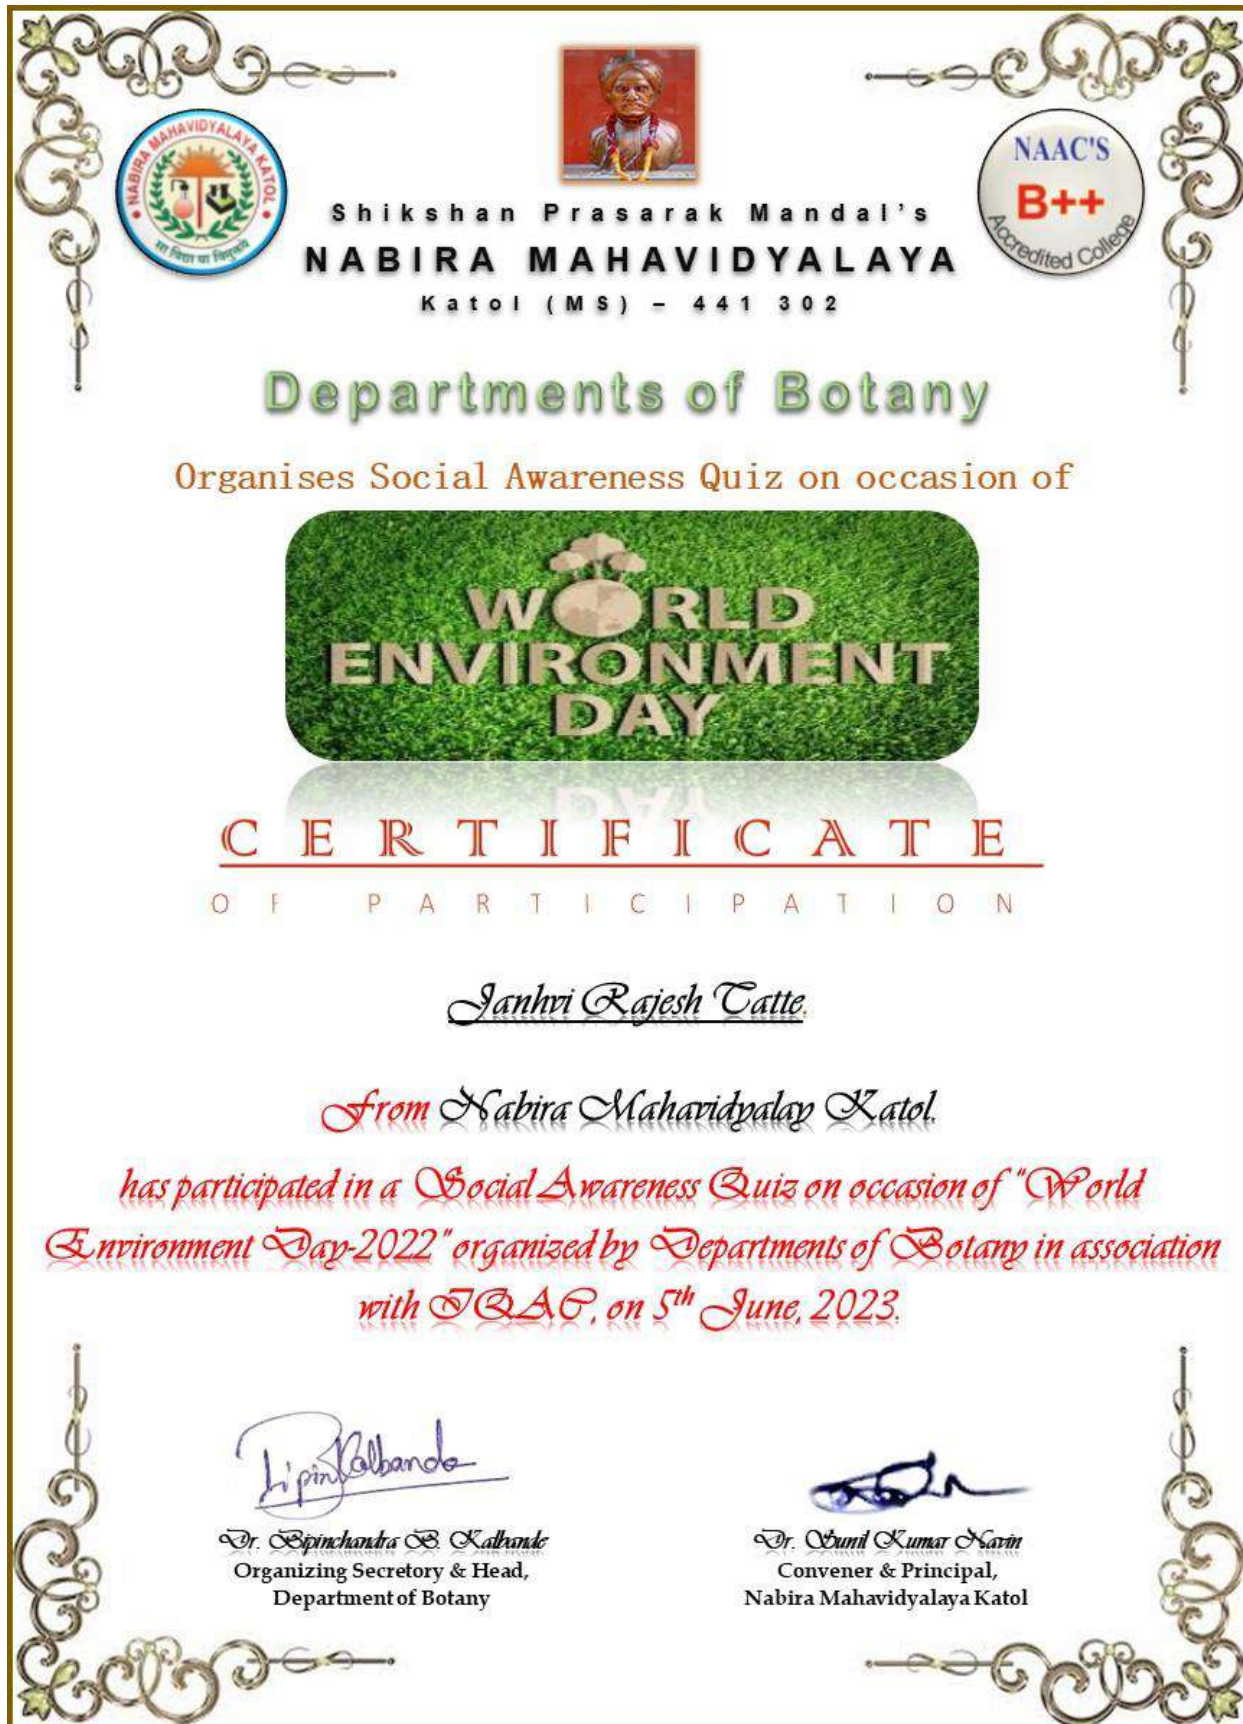 NABIRA MAHAVIDYALAYA KATOL
सा विद्या या विमुक्तये
NAAC'S
B++
Accredited College
Shikshan Prasarak Mandal's
NABIRA MAHAVIDYALAYA
Katol (MS) – 441 302
Departments of Botany
Organises Social Awareness Quiz on occasion of
WORLD
ENVIRONMENT
DAY
CERTIFICATE
OF PARTICIPATION
Janhvi Rajesh Tatte.
From Nabira Mahavidyalay Katol.
has participated in a Social Awareness Quiz on occasion of "World
Environment Day-2022" organized by Departments of Botany in association
with IQAC, on 5th June, 2023.
Dr. Bipinchandra B. Kalbande
Organizing Secretory & Head,
Department of Botany
Dr. Sunil Kumar Navin
Convener & Principal,
Nabira Mahavidyalaya Katol